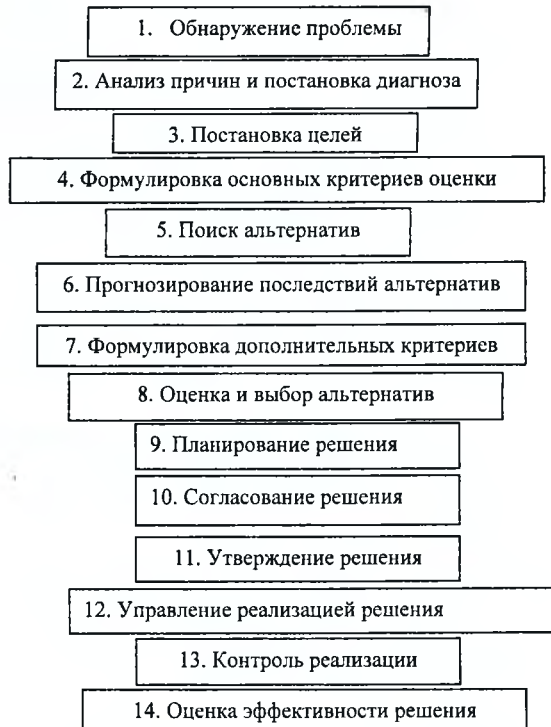 1. Обнаружение проблемы
2. Анализ причин и постановка диагноза
3. Постановка целей
4. Формулировка основных критериев оценки
5. Поиск альтернатив
6. Прогнозирование последствий альтернатив
7. Формулировка дополнительных критериев
8. Оценка и выбор альтернатив
9. Планирование решения
10. Согласование решения
11. Утверждение решения
12. Управление реализацией решения
13. Контроль реализации
14. Оценка эффективности решения